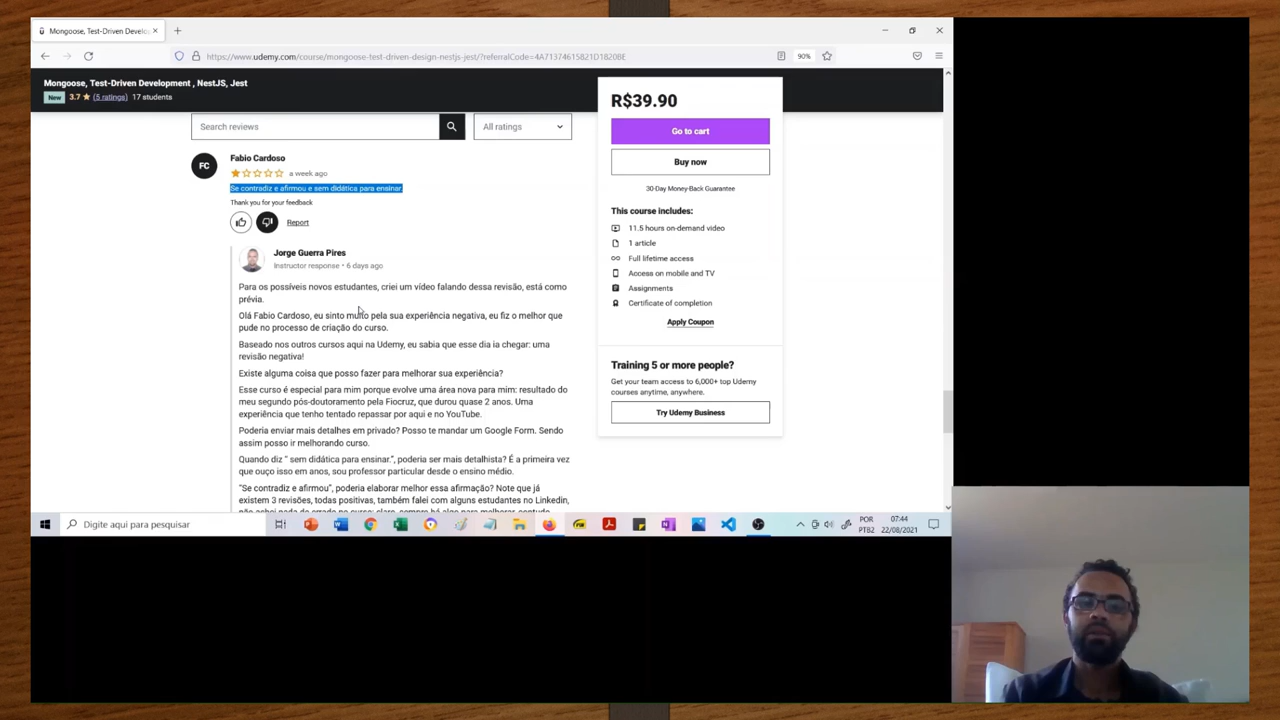 Mongoose, Test-Driven Develo
https://www.udemy.com/course/mongoose-test-driven-design-nestjs-jest/?referralCode=4A71374615821D1820BE
90%
Mongoose, Test-Driven Development , NestJS, Jest
New 3.7 (5 ratings) 17 students
Search reviews
All ratings
FC
Fabio Cardoso
a week ago
Se contradiz e afirmou e sem didática para ensinar.
Thank you for your feedback
Report
Jorge Guerra Pires
Instructor response • 6 days ago
Para os possíveis novos estudantes, criei um vídeo falando dessa revisão, está como
prévia.
Olá Fabio Cardoso, eu sinto muito pela sua experiência negativa, eu fiz o melhor que
pude no processo de criação do curso.
Baseado nos outros cursos aqui na Udemy, eu sabia que esse dia ia chegar: uma
revisão negativa!
Existe alguma coisa que posso fazer para melhorar sua experiência?
Esse curso é especial para mim porque evolve uma área nova para mim: resultado do
meu segundo pós-doutoramento pela Fiocruz, que durou quase 2 anos. Uma
experiência que tenho tentado repassar por aqui e no YouTube.
Poderia enviar mais detalhes em privado? Posso te mandar um Google Form. Sendo
assim posso ir melhorando curso.
Quando diz “ sem didática para ensinar.”, poderia ser mais detalhista? É a primeira vez
que ouço isso em anos, sou professor particular desde o ensino médio.
“Se contradiz e afirmou”, poderia elaborar melhor essa afirmação? Note que já
existem 3 revisões, todas positivas, também falei com alguns estudantes no Linkedin,
R$39.90
Go to cart
Buy now
30-Day Money-Back Guarantee
This course includes:
11.5 hours on-demand video
1 article
Full lifetime access
Access on mobile and TV
Assignments
Certificate of completion
Apply Coupon
Training 5 or more people?
Get your team access to 6,000+ top Udemy
courses anytime, anywhere.
Try Udemy Business
Digite aqui para pesquisar
POR
PTB2
07:44
22/08/2021